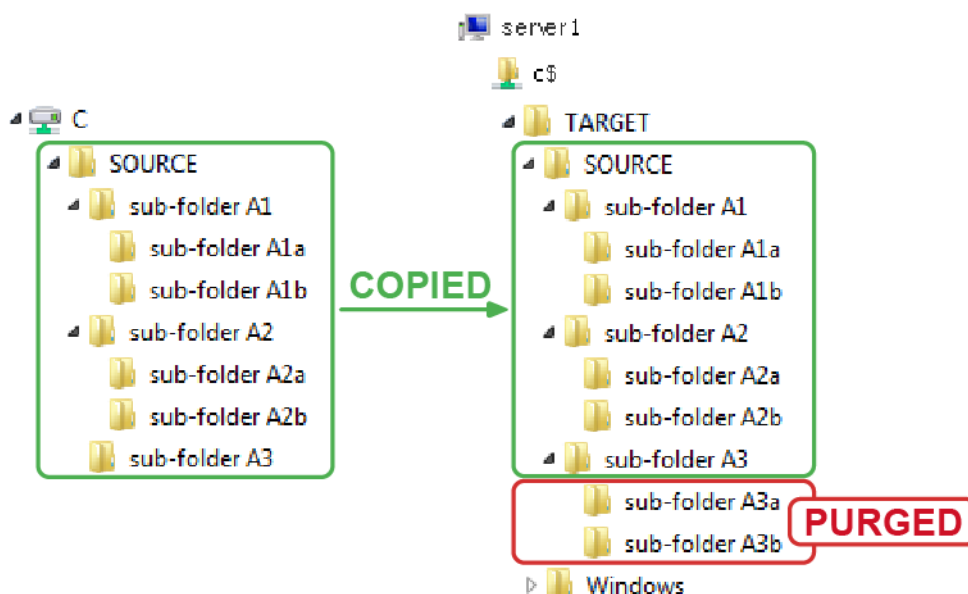 server1
c$
C
SOURCE
sub-folder A1
sub-folder A1a
sub-folder A1b
sub-folder A2
sub-folder A2a
sub-folder A2b
sub-folder A3
COPIED
TARGET
SOURCE
sub-folder A1
sub-folder A1a
sub-folder A1b
sub-folder A2
sub-folder A2a
sub-folder A2b
sub-folder A3
sub-folder A3a
sub-folder A3b
PURGED
Windows